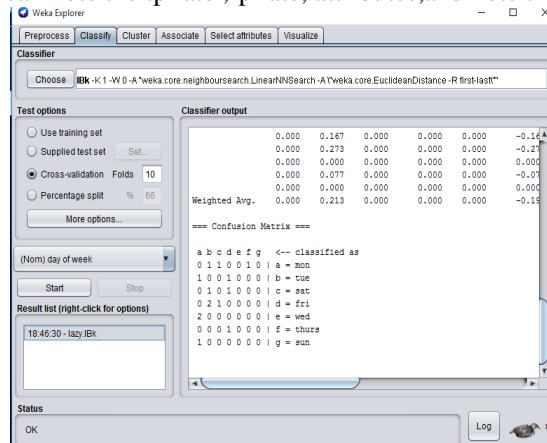 Weka Explorer
Preprocess Classify Cluster Associate Select attributes Visualize
Classifier
Choose IBk -K 1 -W 0 -A "weka.core.neighboursearch.LinearNNSearch -A \"weka.core.EuclideanDistance -R first-last\""
Test options
Use training set
Supplied test set Set...
Cross-validation Folds 10
Percentage split % 66
More options...
(Nom) day of week
Start Stop
Result list (right-click for options)
18:46:30 - lazy.IBk
Classifier output
0.000 0.167 0.000 0.000 0.000
0.000 0.273 0.000 0.000 0.000
0.000 0.000 0.000 0.000 0.000 0.000
0.000 0.077 0.000 0.000 0.000
0.000 0.000 0.000 0.000 0.000 0.000
Weighted Avg. 0.000 0.213 0.000 0.000 0.000
=== Confusion Matrix ===
a b c d e f g <-- classified as
0 1 1 0 0 1 0 | a = mon
1 0 0 1 0 0 0 | b = tue
0 1 0 1 0 0 0 | c = sat
0 2 1 0 0 0 0 | d = fri
2 0 0 0 0 0 0 | e = wed
0 0 0 1 0 0 0 | f = thurs
1 0 0 0 0 0 0 | g = sun
Status
OK
Log